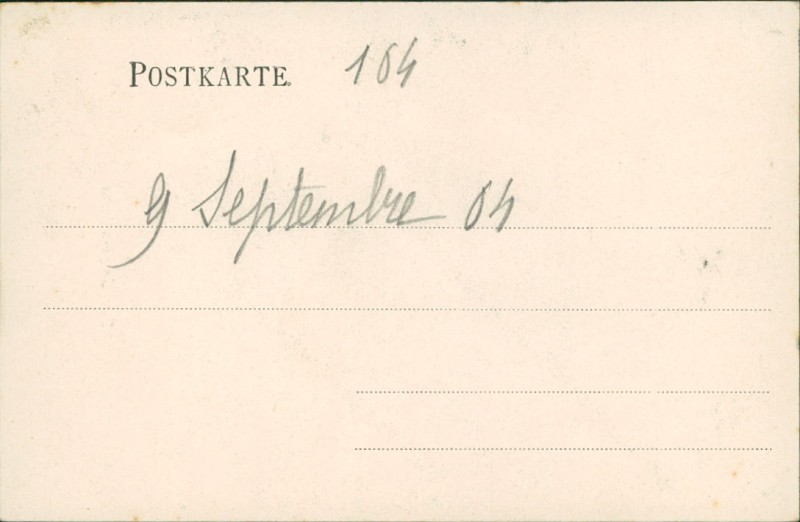 POSTKARTE. 104
9 Septembre 04